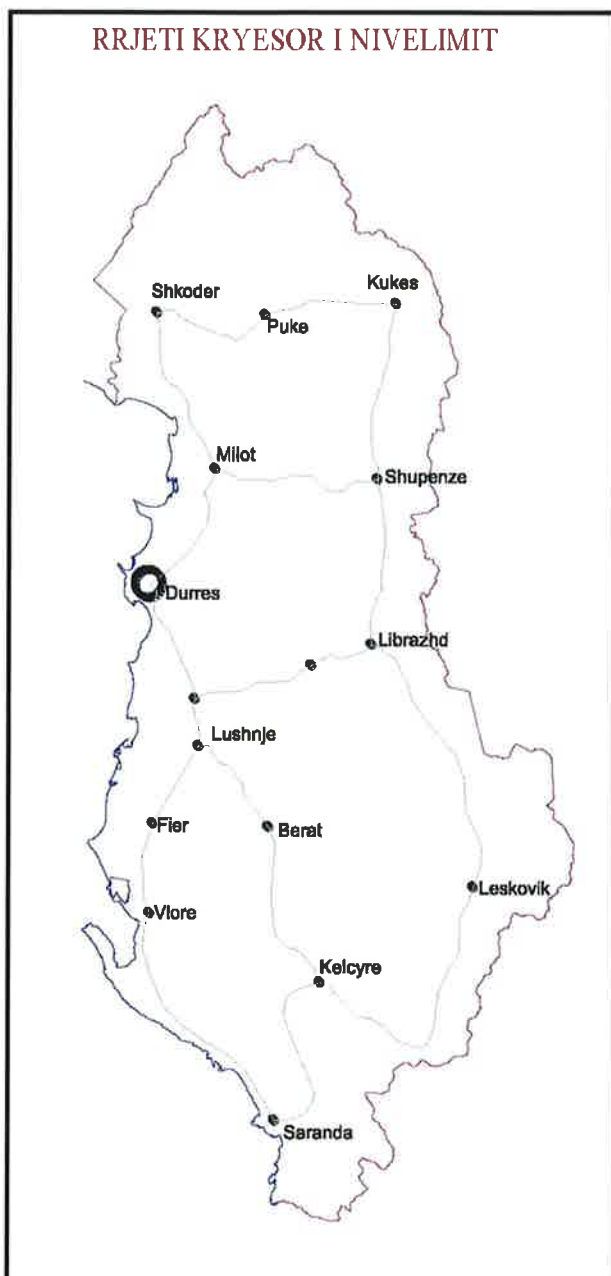 RRJETI KRYESOR I NIVELIMIT
Kukes
Shkoder
Puke
Milot
Shupenze
Durres
Librazhd
Lushnje
Fier
Berat
Leskovik
Vlore
Kelcyre
Saranda